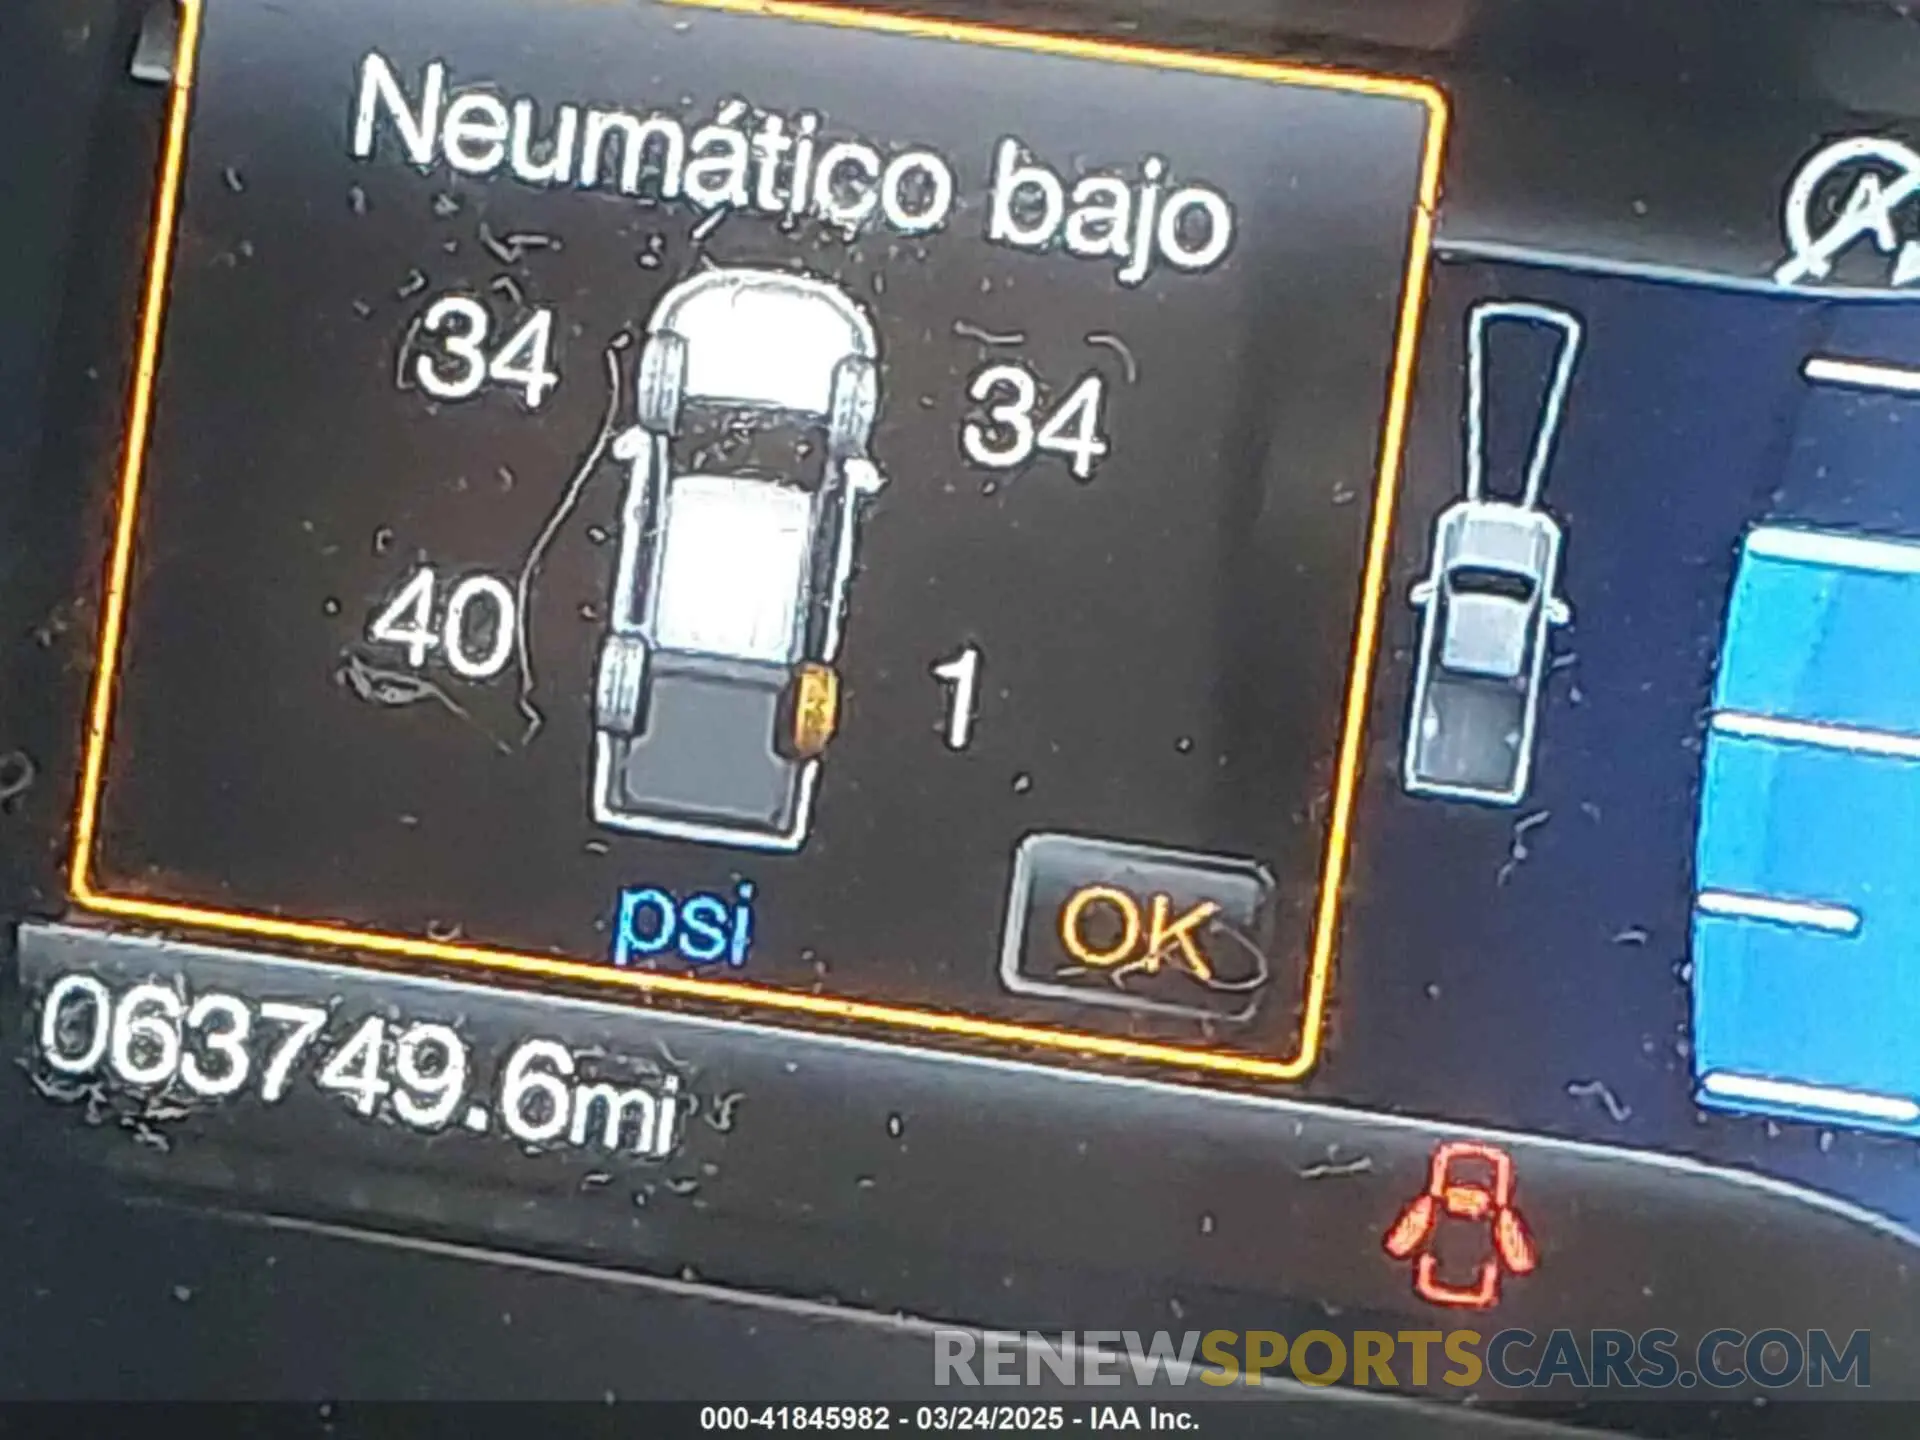 Neumático bajo
34 34
40 1
psi
OK
063749.6mi
A
RENEWSPORTSCARS.COM
000-41845982 - 03/24/2025 - IAA Inc.